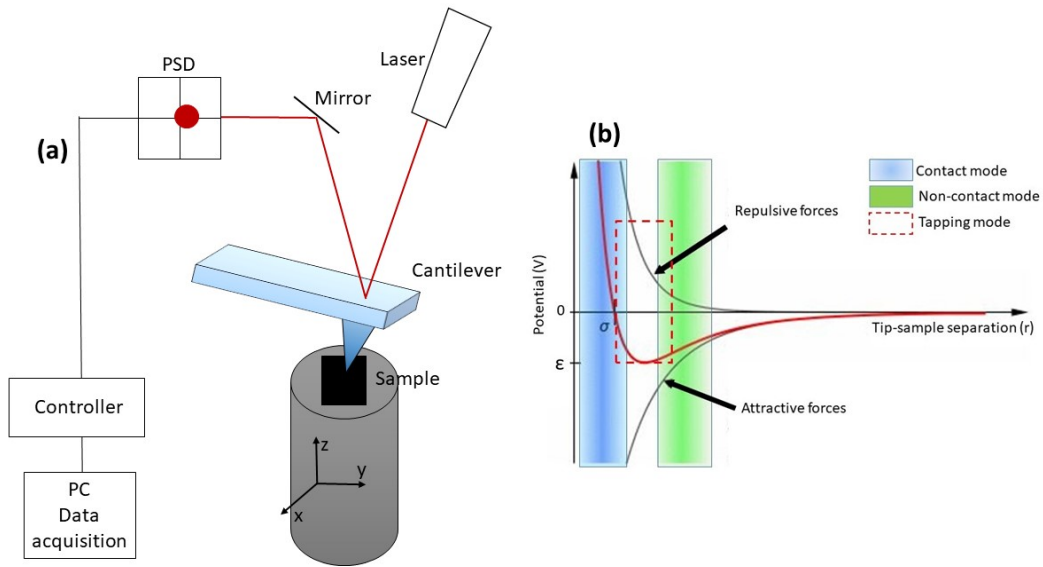 (a)
PSD
Laser
Mirror
Cantilever
Sample
z
y
x
Controller
PC
Data
acquisition
(b)
Contact mode
Non-contact mode
Tapping mode
Repulsive forces
Potential (V)
0
σ
Tip-sample separation (r)
ε
Attractive forces